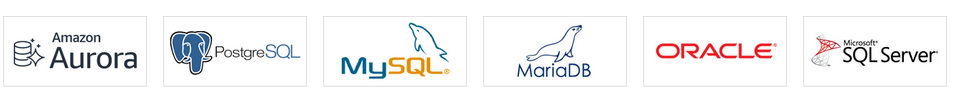 Amazon
Aurora
PostgreSQL
MySQL®
MariaDB
ORACLE®
Microsoft®
SQL Server®